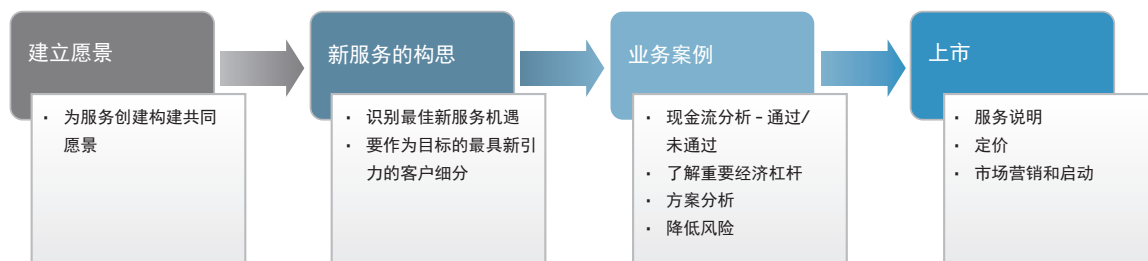 建立愿景
· 为服务创建构建共同
愿景
新服务的构思
· 识别最佳新服务机遇
· 要作为目标的最具新引
力的客户细分
业务案例
· 现金流分析 - 通过/
未通过
· 了解重要经济杠杆
· 方案分析
· 降低风险
上市
· 服务说明
· 定价
· 市场营销和启动